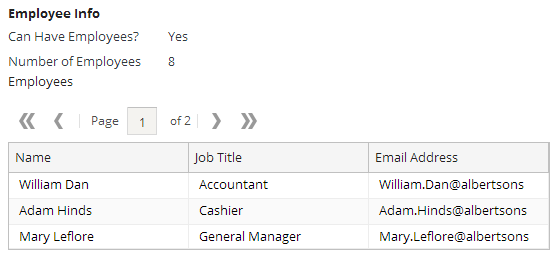 Employee Info
Can Have Employees? Yes
Number of Employees 8
Employees
Page 1 of 2
Name Job Title Email Address
William Dan Accountant William.Dan@albertsons
Adam Hinds Cashier Adam.Hinds@albertsons
Mary Leflore General Manager Mary.Leflore@albertsons